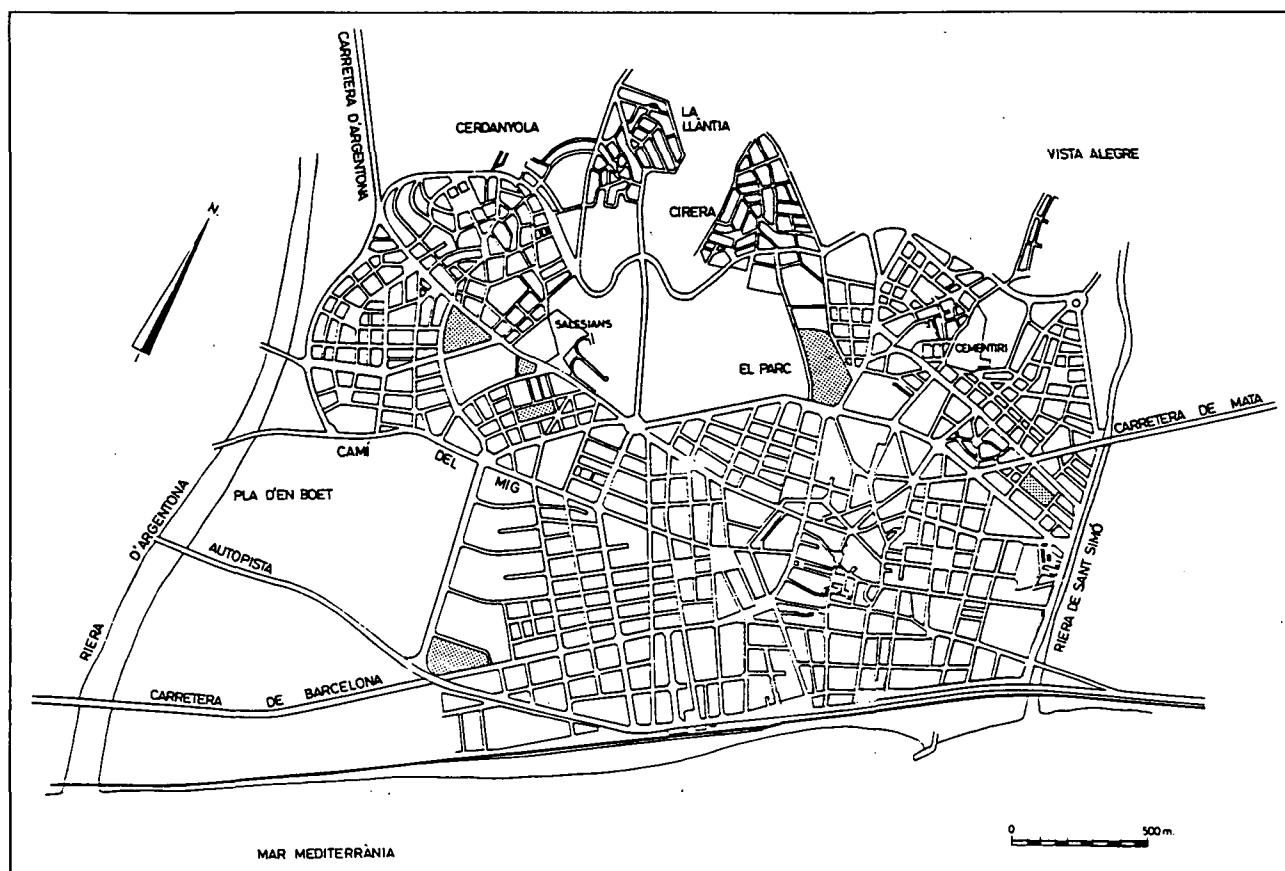 CARRETERA D'ARGENTONA
CERDANYOLA
LA
LLÀNTIA
VISTA ALEGRE
N.
CIRERA
SALESIANS
EL PARC
CEMENTIRI
CARRETERA DE MATA
CAMÍ DEL MIG
PLA D'EN BOET
RIERA D'ARGENTONA
AUTOPISTA
RIERA DE SANT SIMÓ
CARRETERA DE BARCELONA
0 500 m.
MAR MEDITERRÀNIA